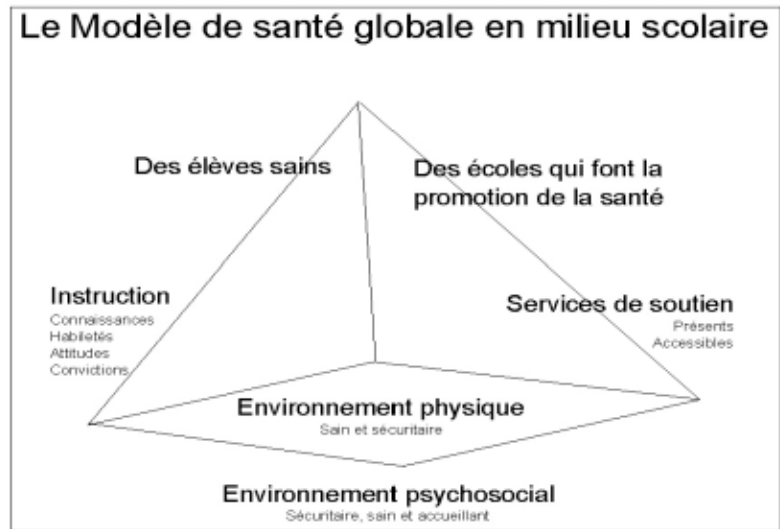 Le Modèle de santé globale en milieu scolaire
Des élèves sains
Des écoles qui font la
promotion de la santé
Instruction
Connaissances
Habiletés
Attitudes
Convictions
Services de soutien
Présents
Accessibles
Environnement physique
Sain et sécuritaire
Environnement psychosocial
Sécuritaire, sain et accueillant